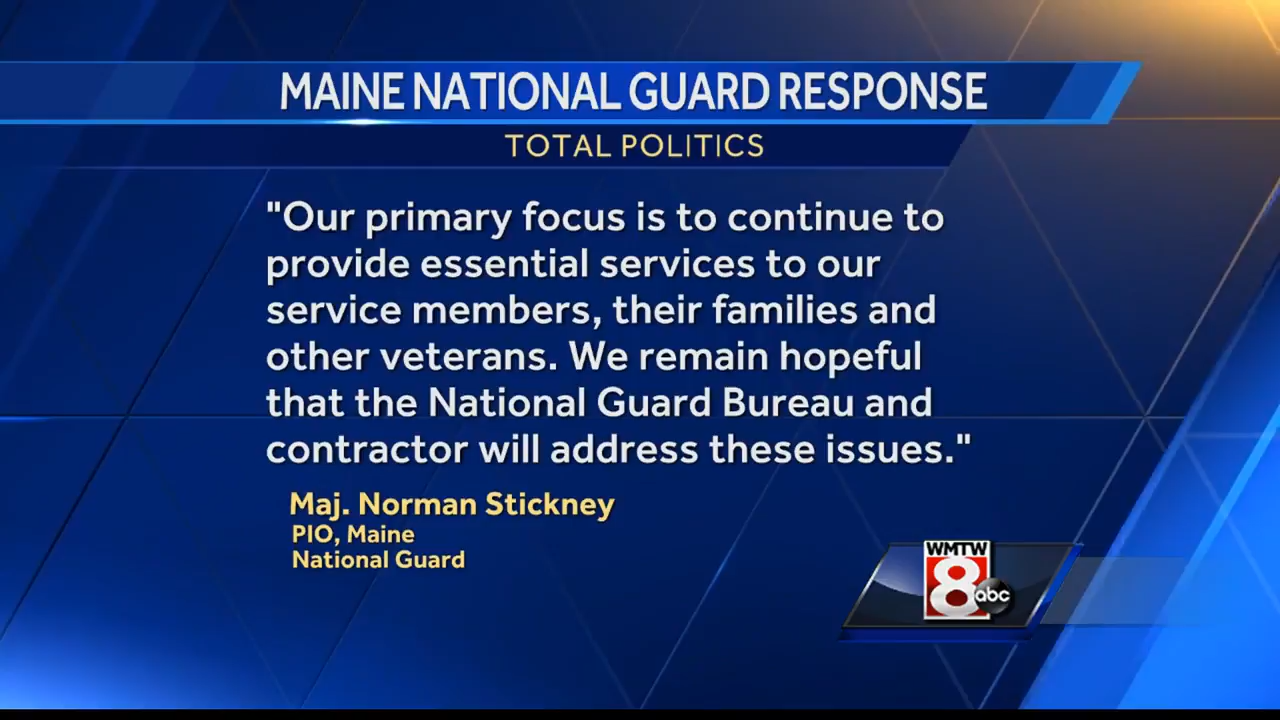 MAINE NATIONAL GUARD RESPONSE
TOTAL POLITICS
"Our primary focus is to continue to
provide essential services to our
service members, their families and
other veterans. We remain hopeful
that the National Guard Bureau and
contractor will address these issues."
Maj. Norman Stickney
PIO, Maine
National Guard
WMTW
8
abc